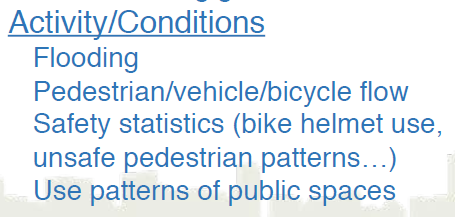 Activity/Conditions
Flooding
Pedestrian/vehicle/bicycle flow
Safety statistics (bike helmet use,
unsafe pedestrian patterns…)
Use patterns of public spaces